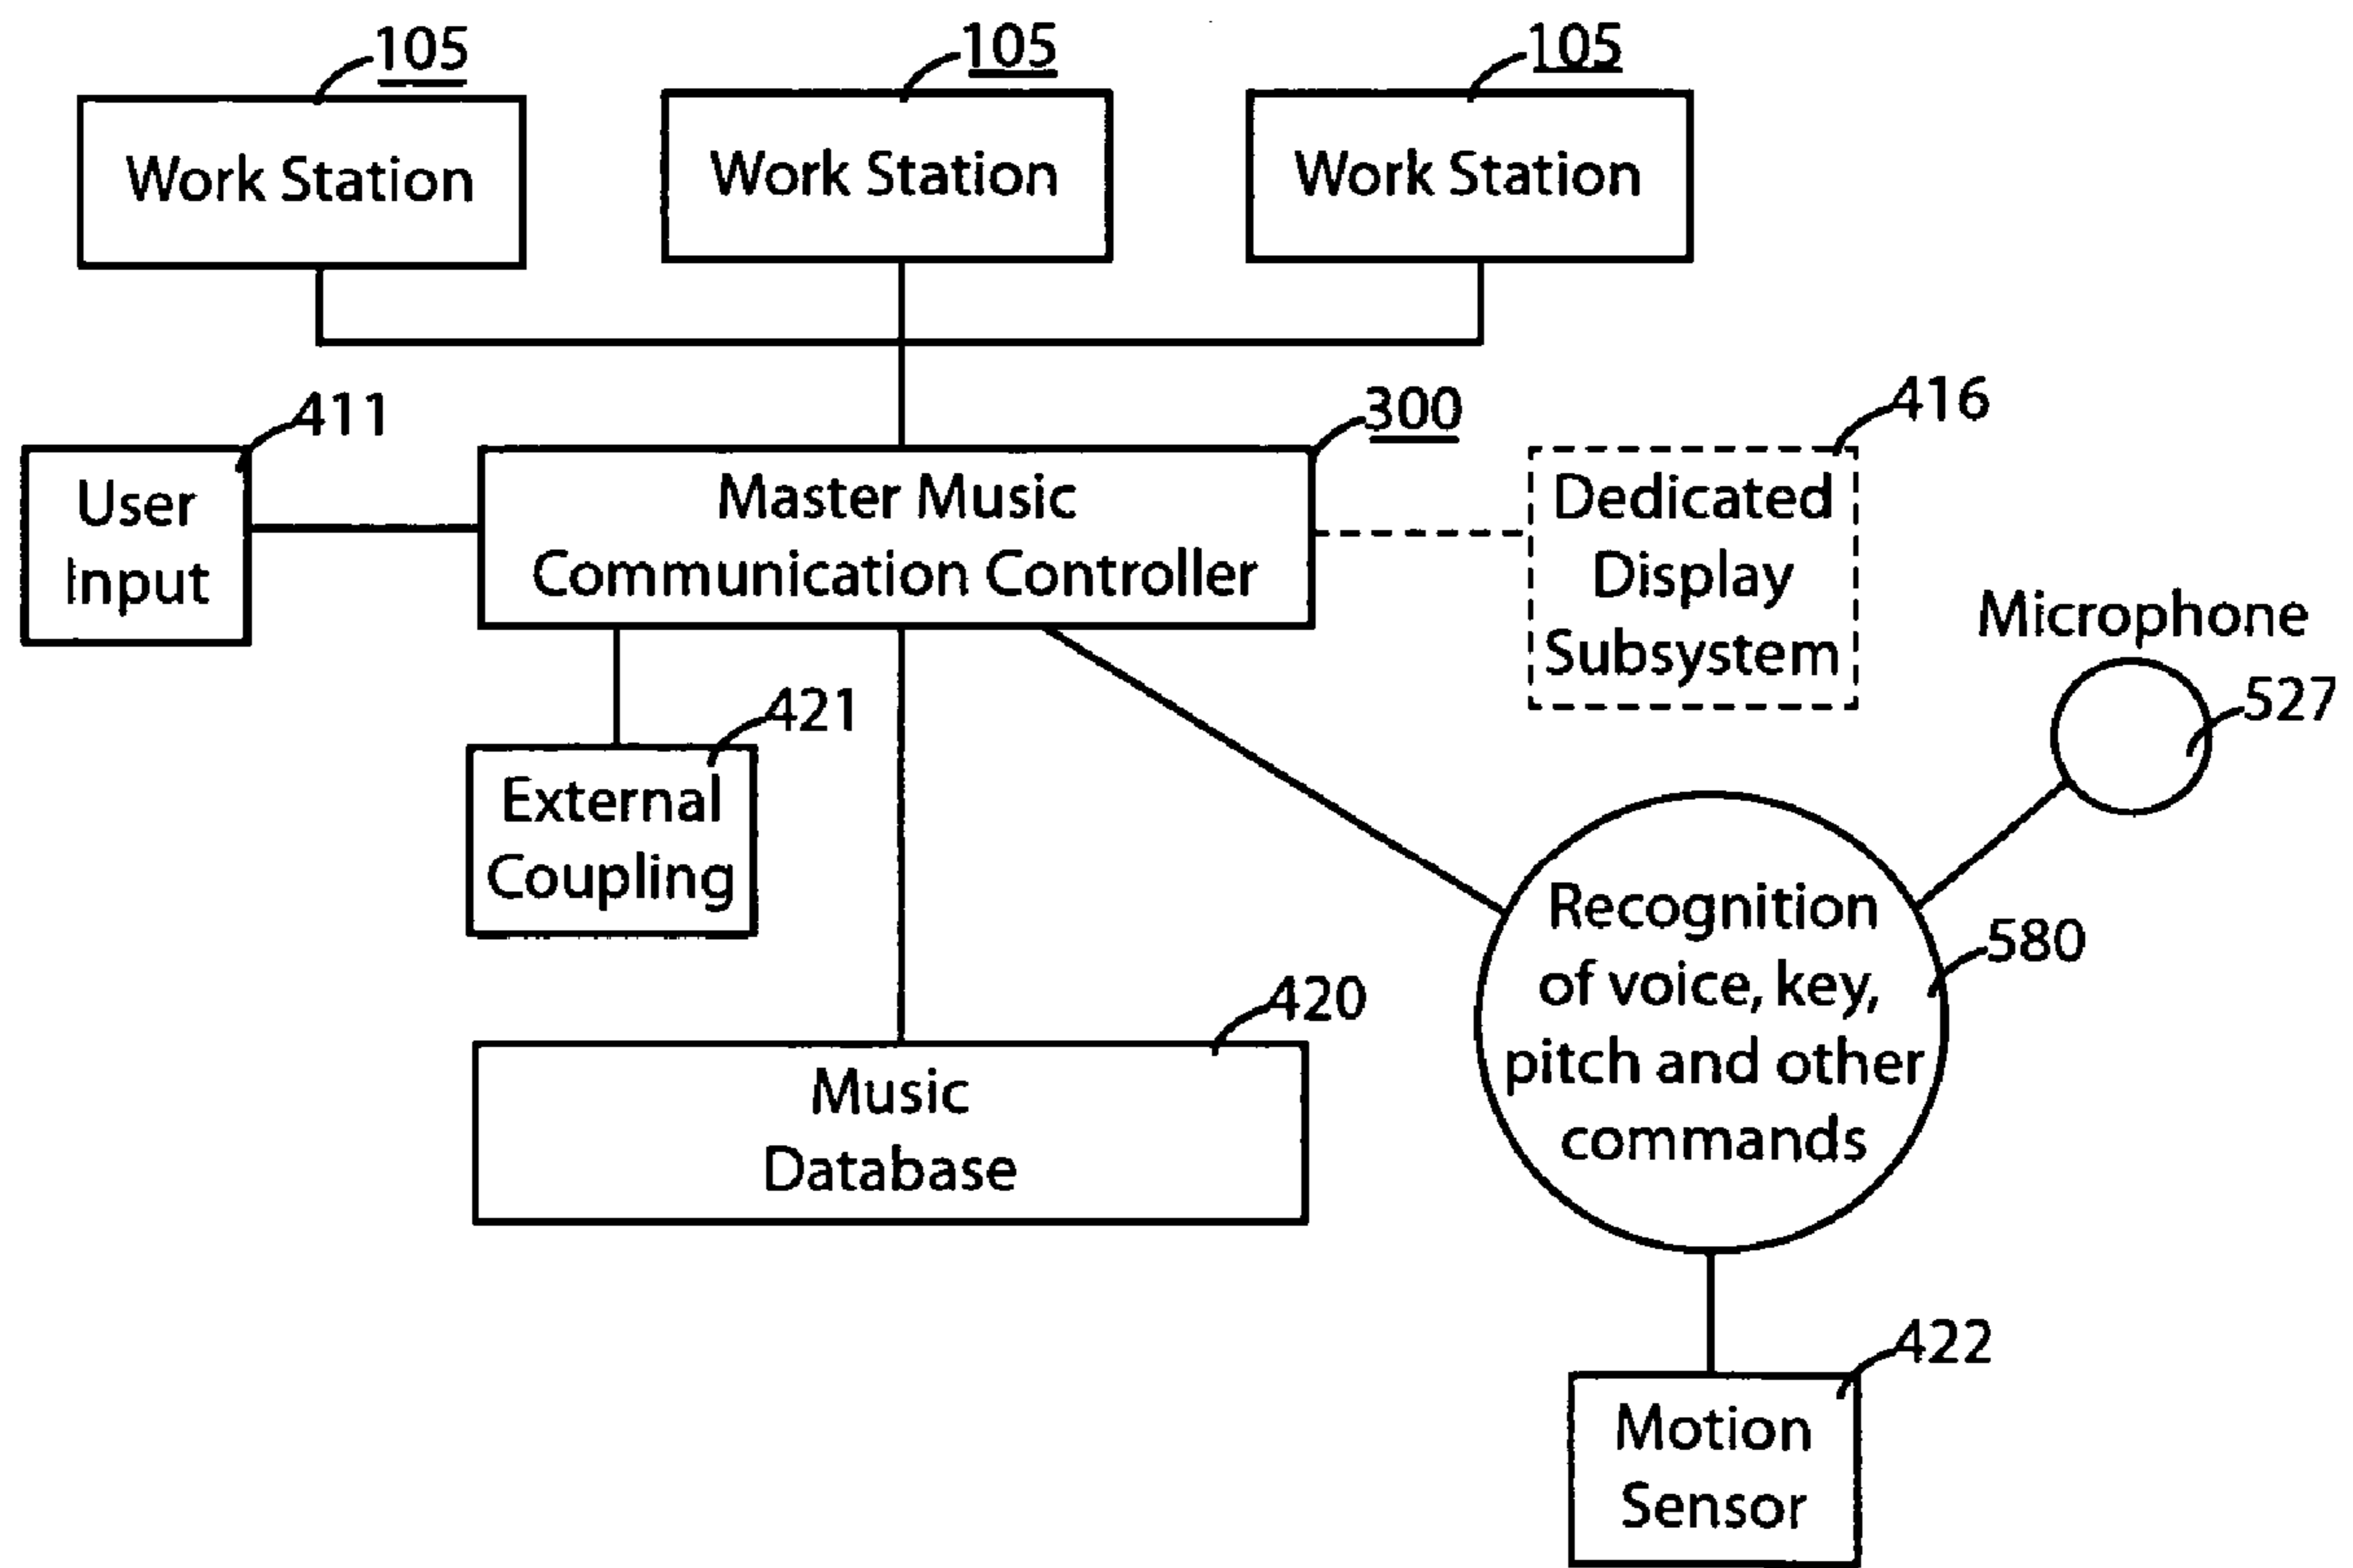 105
105
105
Work Station
Work Station
Work Station
411
300
416
User
Input
Master Music
Communication Controller
Dedicated
Display
Subsystem
Microphone
527
421
External
Coupling
Recognition
of voice, key,
pitch and other
commands
580
420
Music
Database
422
Motion
Sensor